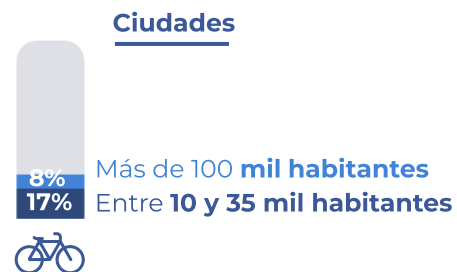 Ciudades
8% Más de 100 mil habitantes
17% Entre 10 y 35 mil habitantes